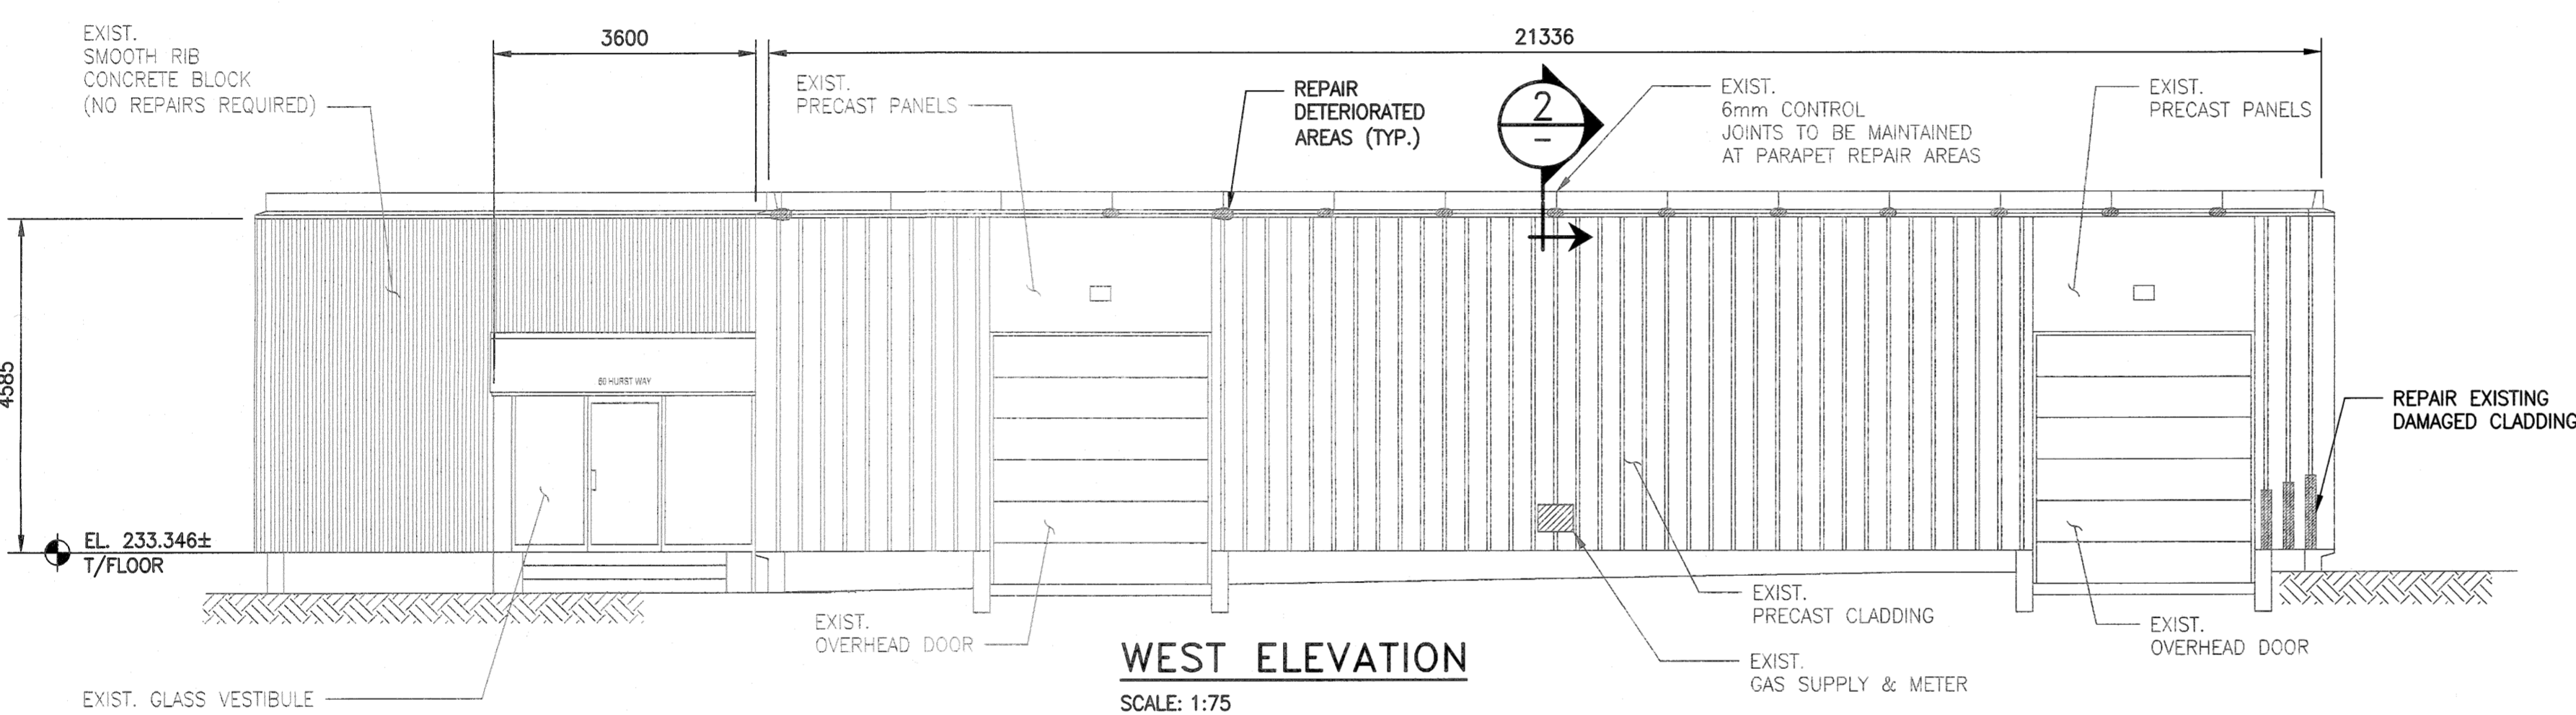 EXIST.
SMOOTH RIB
CONCRETE BLOCK
(NO REPAIRS REQUIRED)
3600
21336
EXIST.
PRECAST PANELS
REPAIR
DETERIORATED
AREAS (TYP.)
2
–
EXIST.
6mm CONTROL
JOINTS TO BE MAINTAINED
AT PARAPET REPAIR AREAS
EXIST.
PRECAST PANELS
4585
60 HURST WAY
REPAIR EXISTING
DAMAGED CLADDING
EL. 233.346±
T/FLOOR
EXIST.
OVERHEAD DOOR
EXIST.
PRECAST CLADDING
EXIST.
OVERHEAD DOOR
EXIST.
GAS SUPPLY & METER
EXIST. GLASS VESTIBULE
WEST ELEVATION
SCALE: 1:75